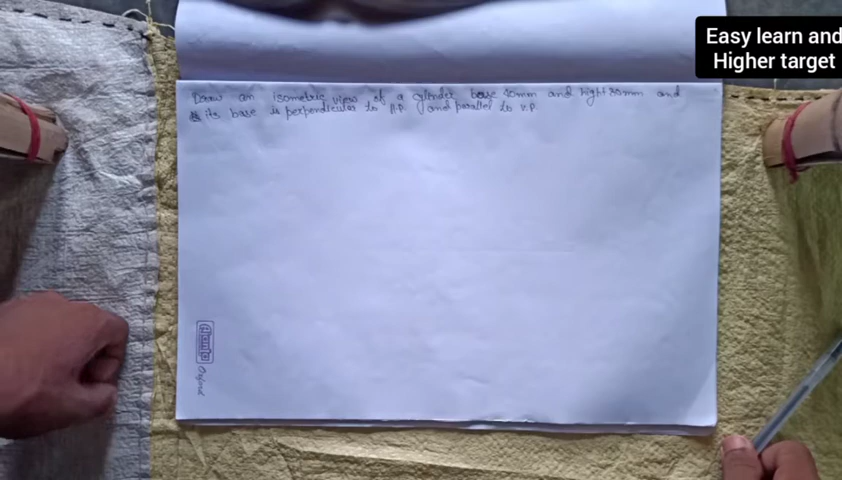 Easy learn and
Higher target
Draw an isometric view of a cylinder base 50mm and hight 80mm and
its base is perpendicular to H.P. and parallel to V.P.